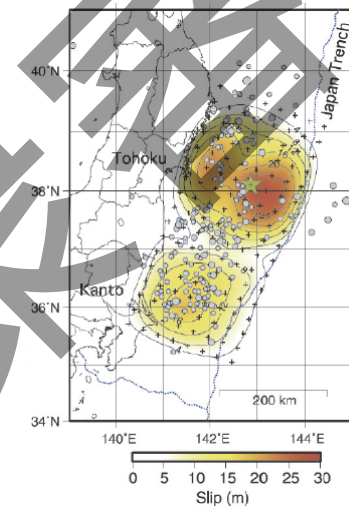 40˚N
Japan Trench
Tohoku
20
38˚N
Kanto
36˚N
200 km
34˚N
140˚E 142˚E 144˚E
0 5 10 15 20 25 30
Slip (m)